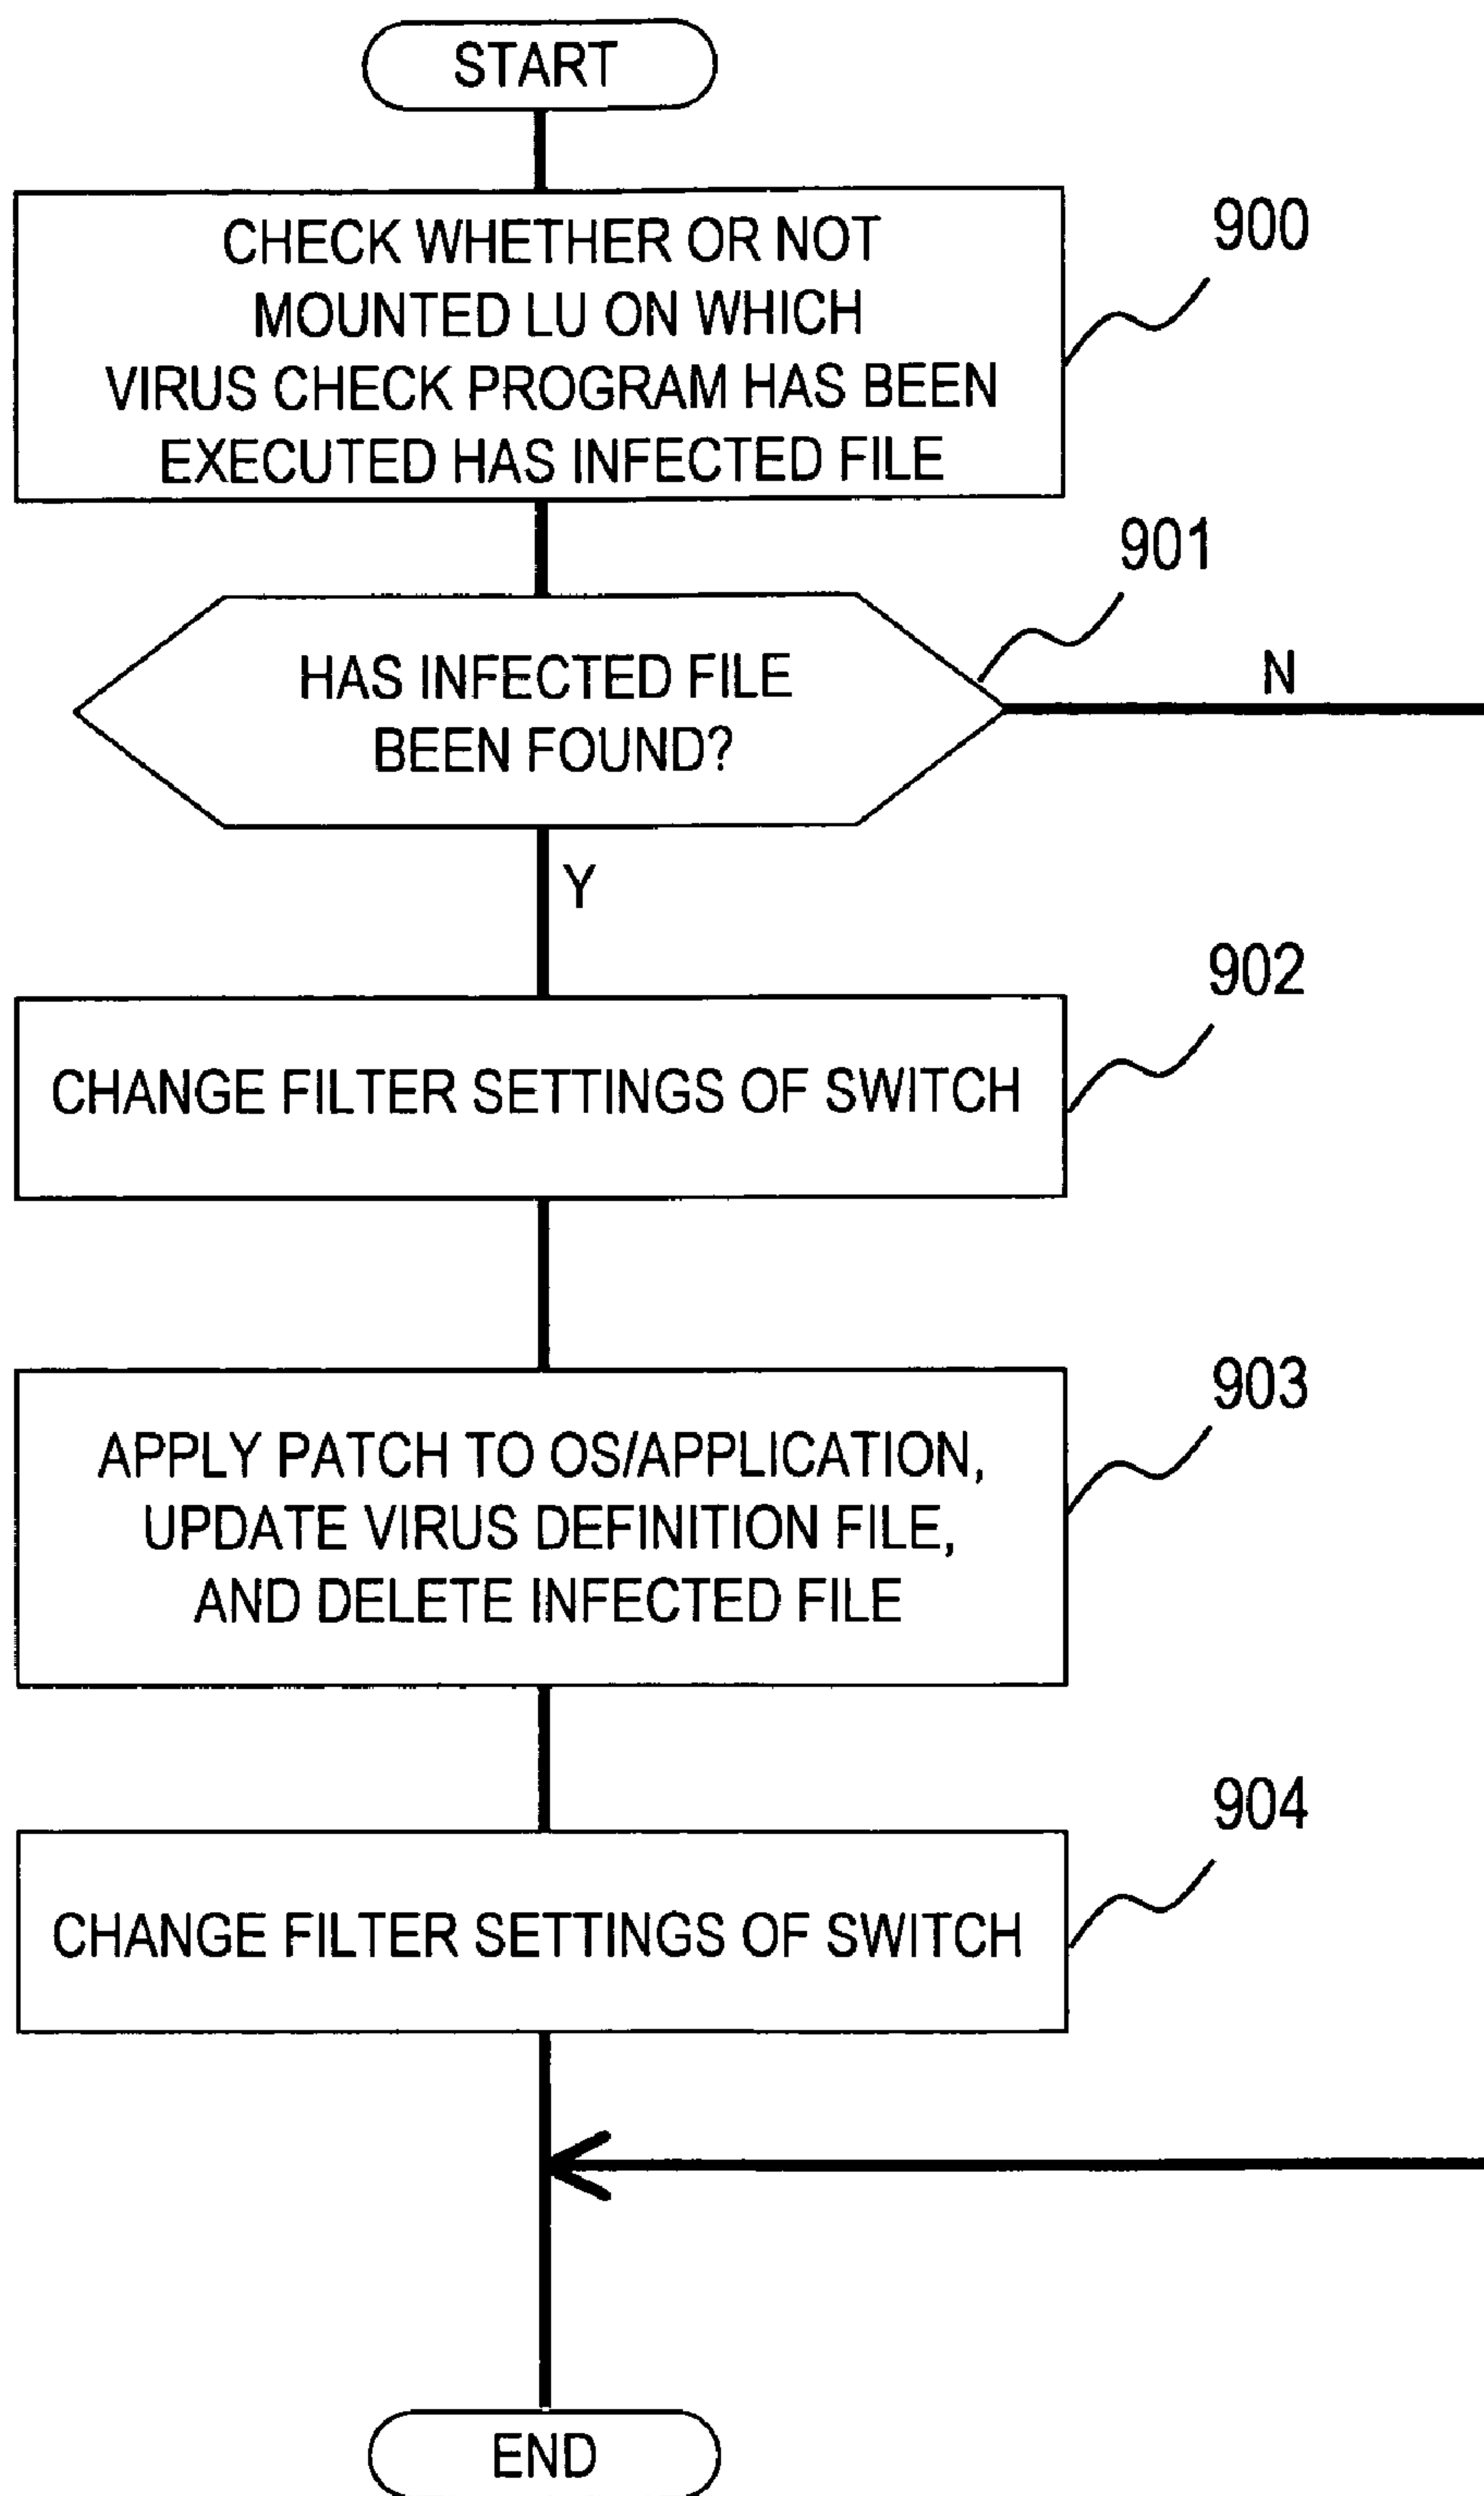 START
CHECK WHETHER OR NOT
MOUNTED LU ON WHICH
VIRUS CHECK PROGRAM HAS BEEN
EXECUTED HAS INFECTED FILE
900
901
HAS INFECTED FILE
BEEN FOUND?
N
Y
902
CHANGE FILTER SETTINGS OF SWITCH
903
APPLY PATCH TO OS/APPLICATION,
UPDATE VIRUS DEFINITION FILE,
AND DELETE INFECTED FILE
904
CHANGE FILTER SETTINGS OF SWITCH
END